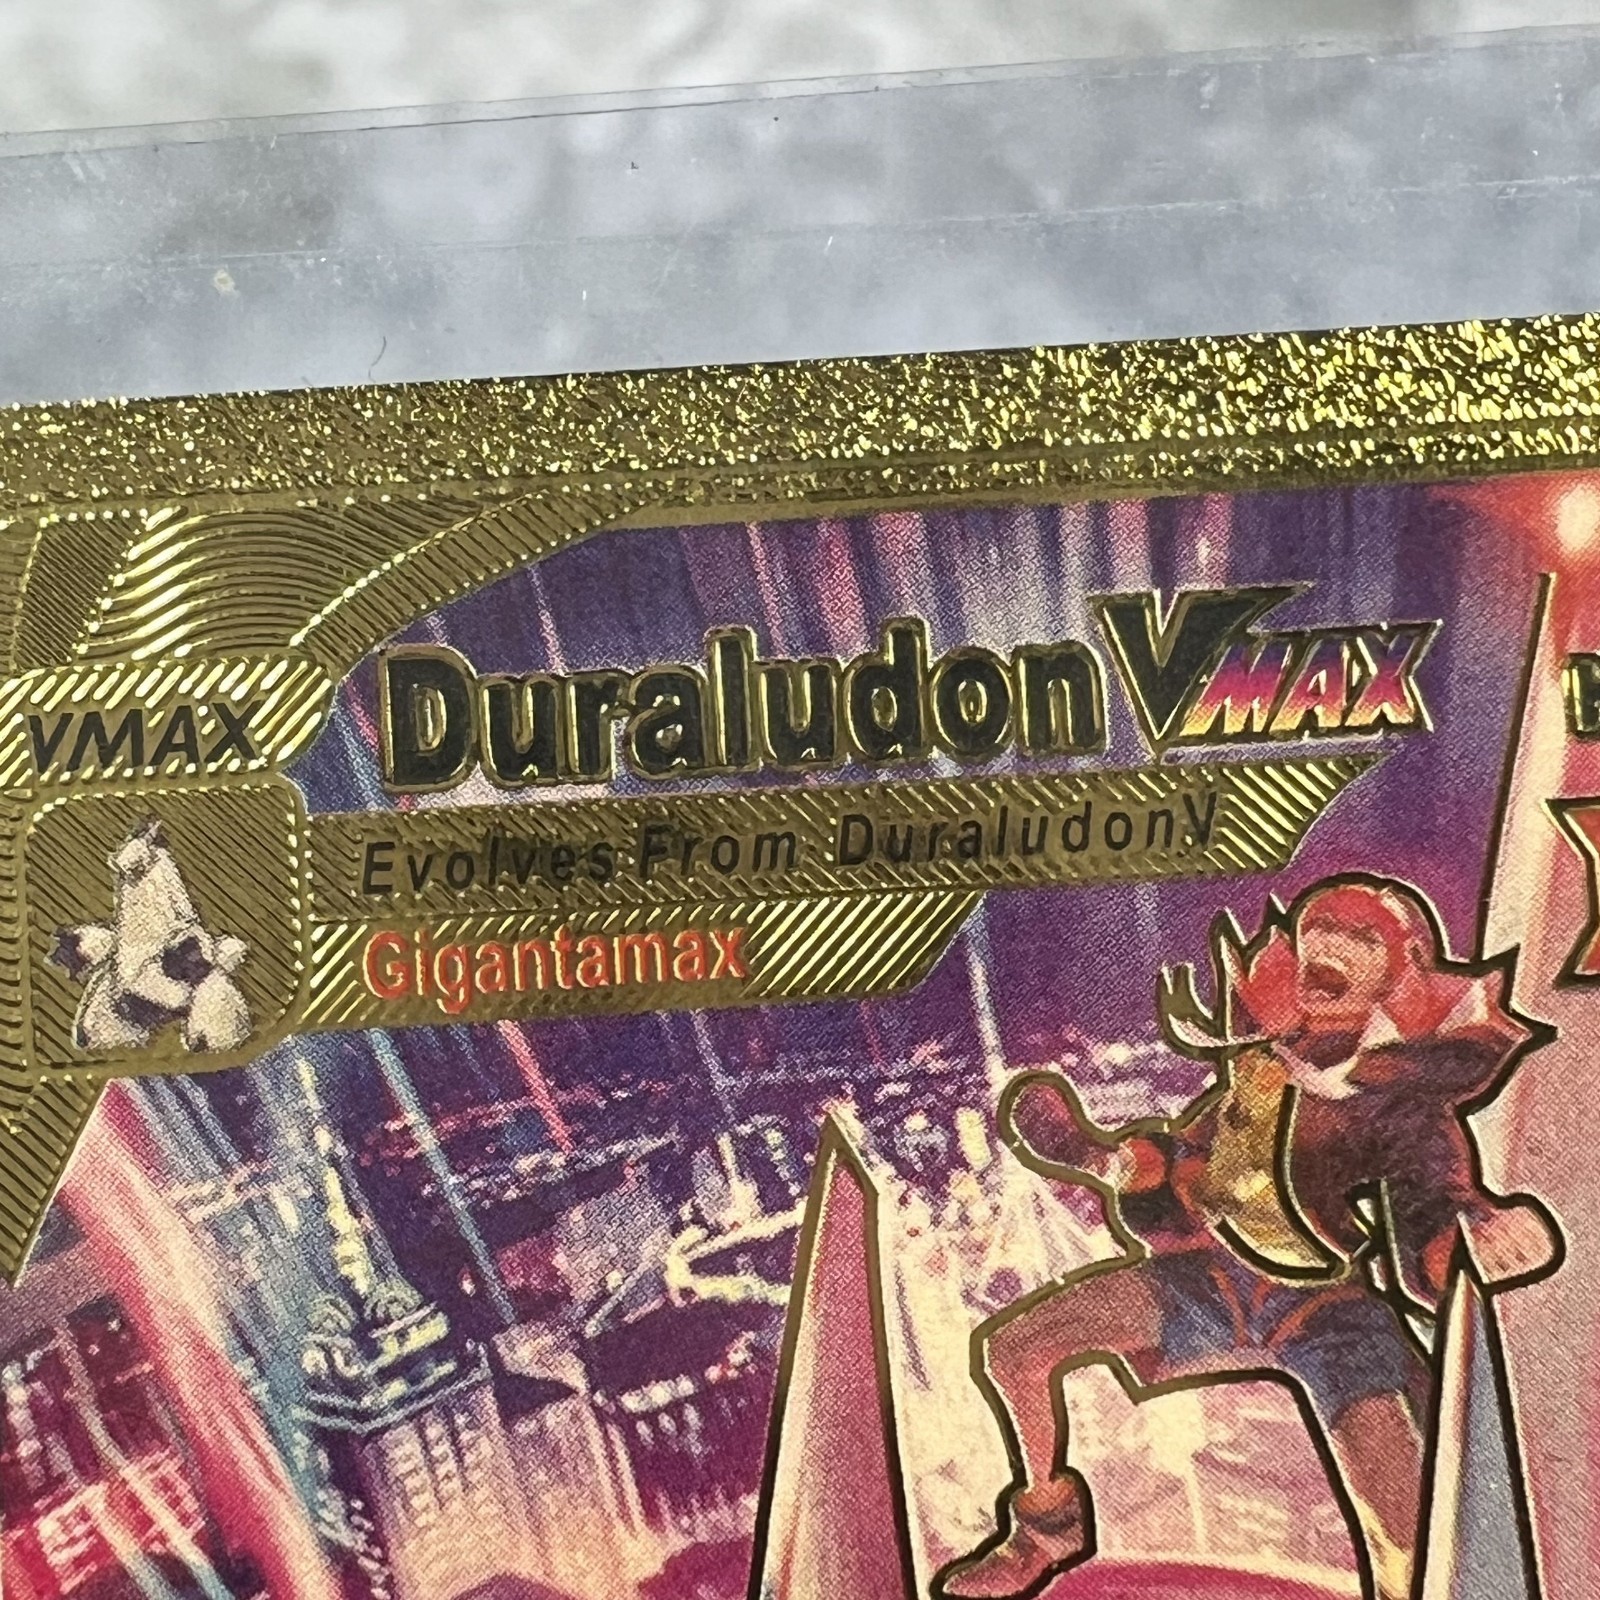 Duraludon VMAX
VMAX
Evolves From Duraludon V
Gigantamax